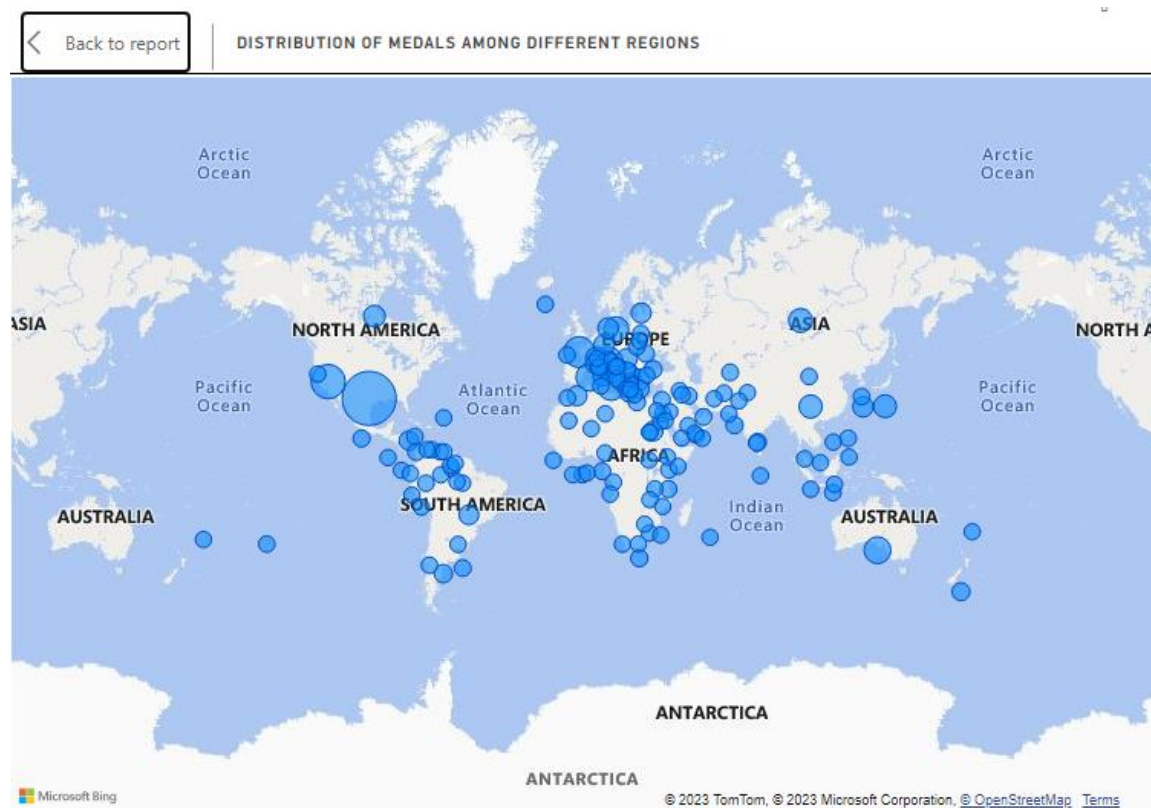 Back to report
DISTRIBUTION OF MEDALS AMONG DIFFERENT REGIONS
Arctic
Ocean
Arctic
Ocean
ASIA
NORTH AMERICA
EUROPE
ASIA
NORTH A
Pacific
Ocean
Atlantic
Ocean
Pacific
Ocean
AFRICA
SOUTH AMERICA
AUSTRALIA
Indian
Ocean
AUSTRALIA
ANTARCTICA
ANTARCTICA
Microsoft Bing
© 2023 TomTom, © 2023 Microsoft Corporation, © OpenStreetMap Terms